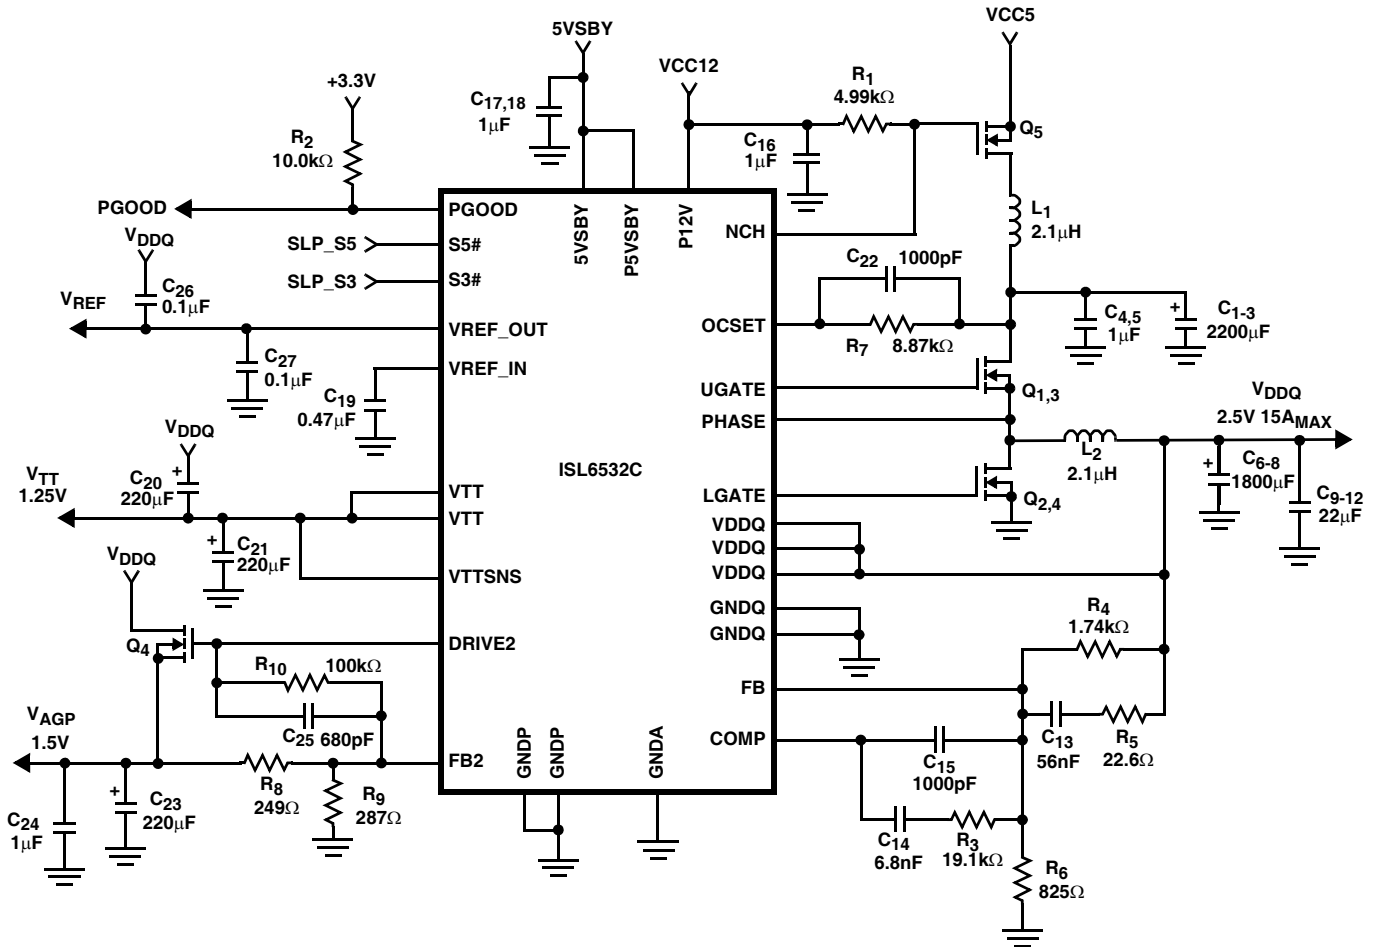 VCC5
5VSBY
VCC12
+3.3V
R1
4.99kΩ
C17,18
1µF
Q5
R2
10.0kΩ
C16
1µF
PGOOD
PGOOD
5VSBY
P5VSBY
P12V
NCH
L1
2.1µH
VDDQ
SLP_S5
S5#
SLP_S3
S3#
C22
1000pF
C26
0.1µF
VREF
VREF_OUT
OCSET
R7
8.87kΩ
C4,5
1µF
C1-3
+
2200µF
C27
0.1µF
VREF_IN
C19
0.47µF
UGATE
Q1,3
PHASE
VDDQ
2.5V 15AMAX
VDDQ
L2
2.1µH
+
C6-8
1800µF
C9-12
22µF
ISL6532C
VTT
1.25V
+
C20
220µF
VTT
VTT
LGATE
Q2,4
+
C21
220µF
VDDQ
VDDQ
VDDQ
VDDQ
VTTSNS
GNDQ
GNDQ
R4
1.74kΩ
Q4
DRIVE2
R10
100kΩ
FB
C25 680pF
VAGP
1.5V
COMP
C13
56nF
R5
22.6Ω
C15
1000pF
FB2
GNDP
GNDP
GNDA
R8
249Ω
R9
287Ω
+
C23
220µF
C24
1µF
C14
6.8nF
R3
19.1kΩ
R6
825Ω